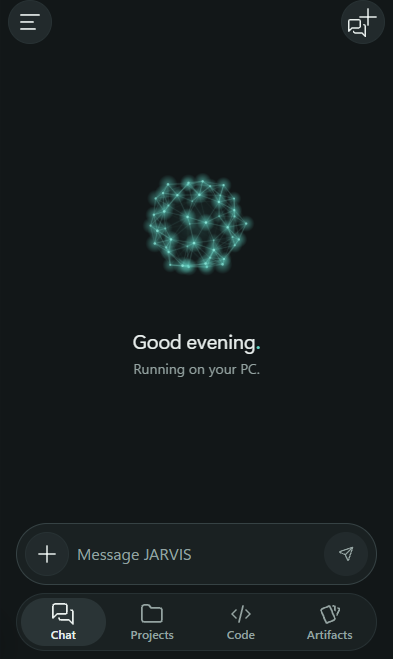 Good evening.
Running on your PC.
Message JARVIS
Chat
Projects
Code
Artifacts